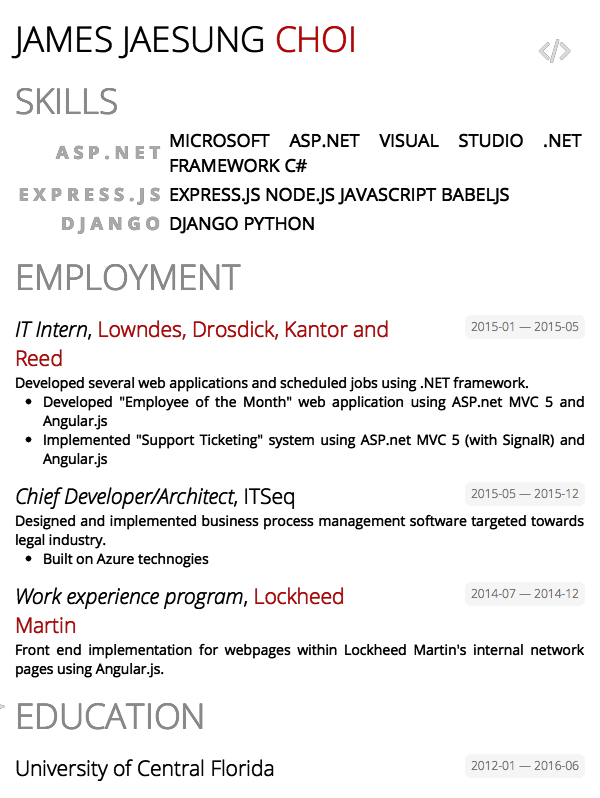 JAMES JAESUNG CHOI
</>
SKILLS
ASP.NET MICROSOFT ASP.NET VISUAL STUDIO .NET
FRAMEWORK C#
EXPRESS.JS EXPRESS.JS NODE.JS JAVASCRIPT BABELJS
DJANGO DJANGO PYTHON
EMPLOYMENT
IT Intern, Lowndes, Drosdick, Kantor and 2015-01 — 2015-05
Reed
Developed several web applications and scheduled jobs using .NET framework.
• Developed "Employee of the Month" web application using ASP.net MVC 5 and
Angular.js
• Implemented "Support Ticketing" system using ASP.net MVC 5 (with SignalR) and
Angular.js
Chief Developer/Architect, ITSeq 2015-05 — 2015-12
Designed and implemented business process management software targeted towards
legal industry.
• Built on Azure technogies
Work experience program, Lockheed 2014-07 — 2014-12
Martin
Front end implementation for webpages within Lockheed Martin's internal network
pages using Angular.js.
EDUCATION
University of Central Florida 2012-01 — 2016-06